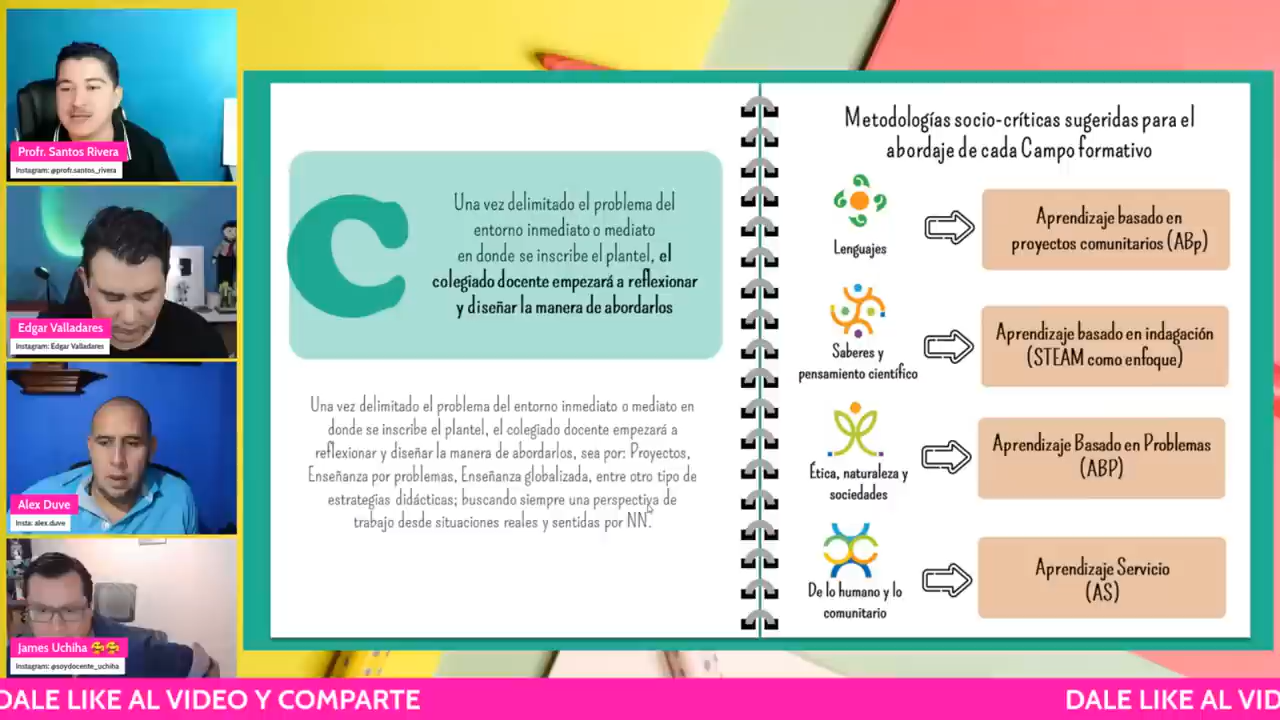 Profr. Santos Rivera
Instagram: @profr.santos_rivera
Edgar Valladares
Instagram: Edgar Valladares
Alex Duve
Insta: alex.duve
James Uchiha 🥰🥰
Instagram: @soydocente_uchiha
C
Una vez delimitado el problema del
entorno inmediato o mediato
en donde se inscribe el plantel, el
colegiado docente empezará a reflexionar
y diseñar la manera de abordarlos
Una vez delimitado el problema del entorno inmediato o mediato en
donde se inscribe el plantel, el colegiado docente empezará a
reflexionar y diseñar la manera de abordarlos, sea por: Proyectos,
Enseñanza por problemas, Enseñanza globalizada, entre otro tipo de
estrategias didácticas; buscando siempre una perspectiva de
trabajo desde situaciones reales y sentidas por NN.
Metodologías socio-críticas sugeridas para el
abordaje de cada Campo formativo
Lenguajes
Aprendizaje basado en
proyectos comunitarios (ABp)
Saberes y
pensamiento científico
Aprendizaje basado en indagación
(STEAM como enfoque)
Ética, naturaleza y
sociedades
Aprendizaje Basado en Problemas
(ABP)
De lo humano y lo
comunitario
Aprendizaje Servicio
(AS)
DALE LIKE AL VIDEO Y COMPARTE
DALE LIKE AL VID